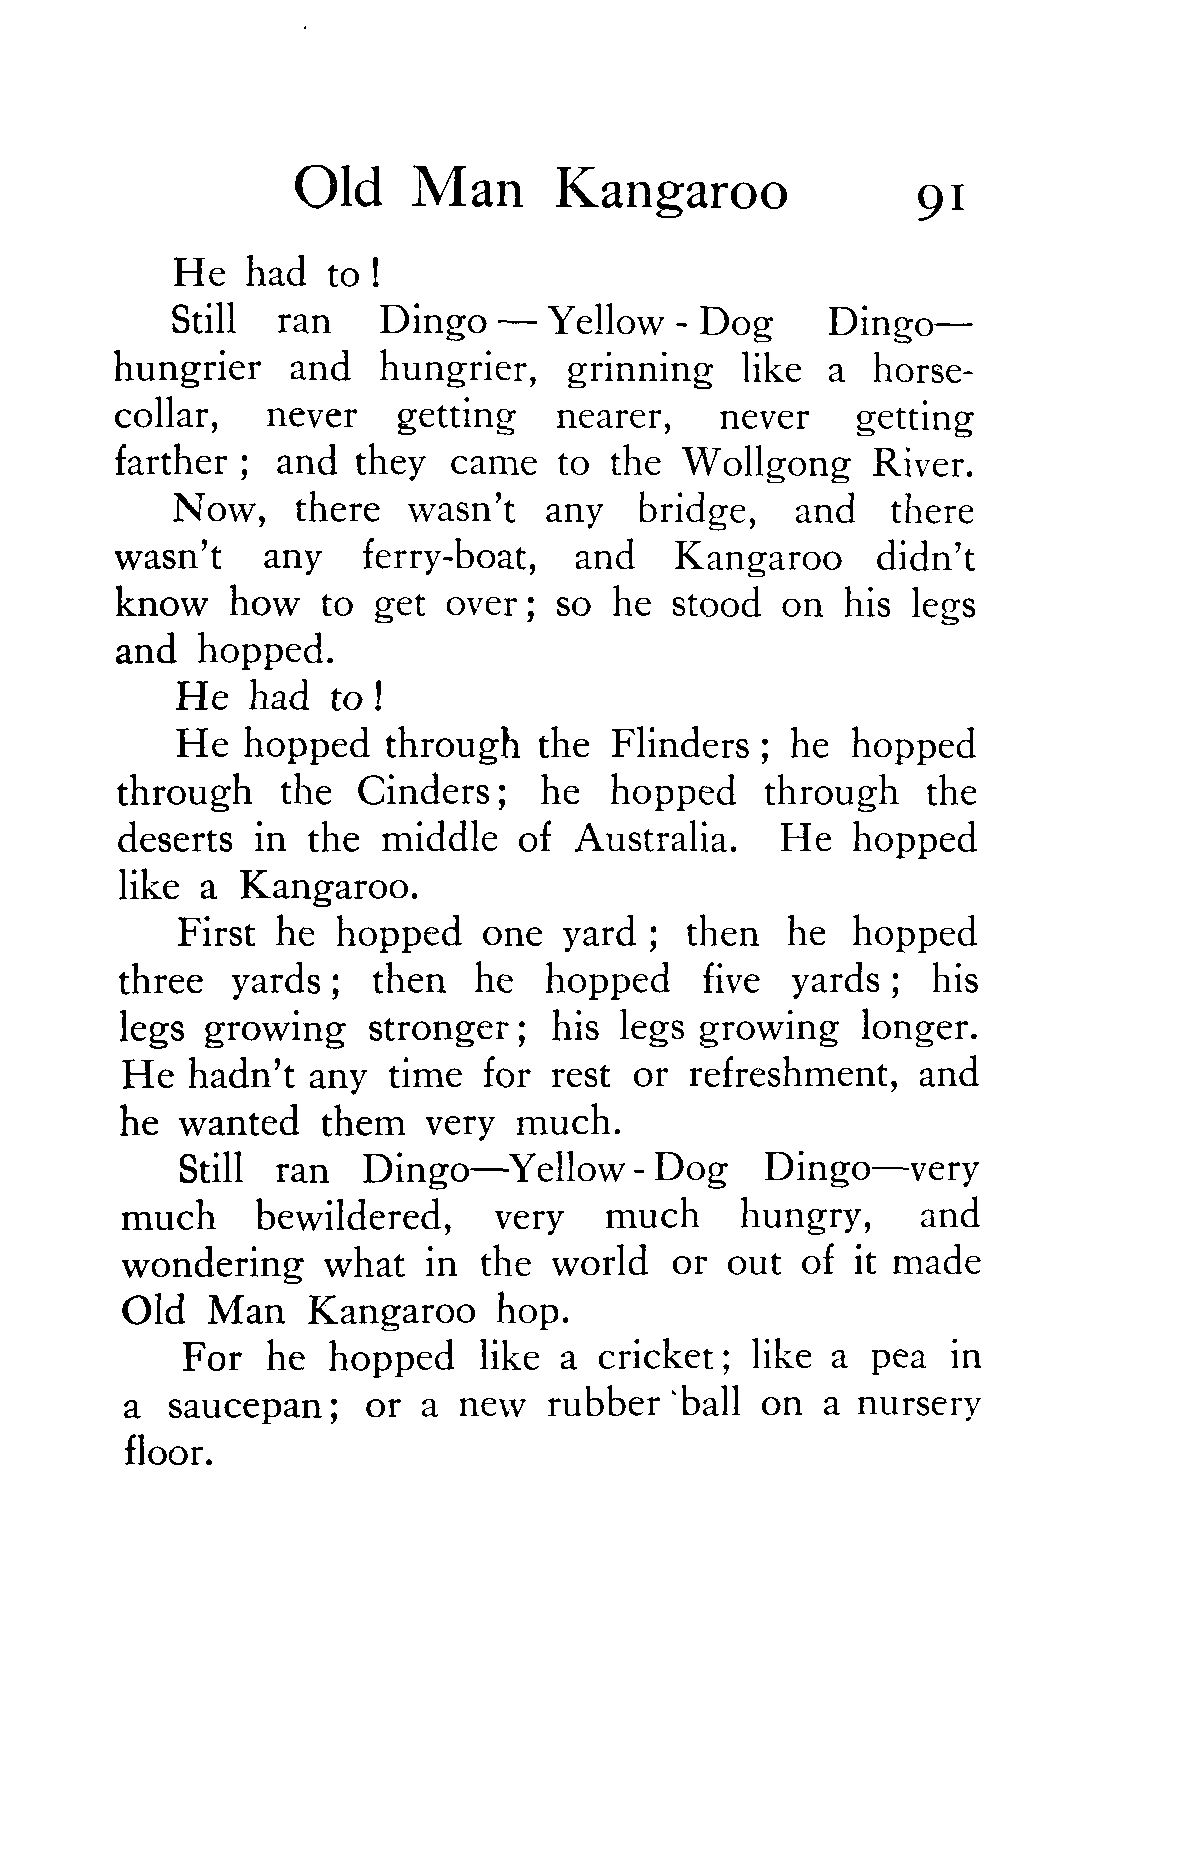 Old Man Kangaroo 91
He had to !
Still ran Dingo — Yellow - Dog Dingo—
hungrier and hungrier, grinning like a horse-
collar, never getting nearer, never getting
farther ; and they came to the Wollgong River.
Now, there wasn't any bridge, and there
wasn't any ferry-boat, and Kangaroo didn't
know how to get over ; so he stood on his legs
and hopped.
He had to !
He hopped through the Flinders ; he hopped
through the Cinders ; he hopped through the
deserts in the middle of Australia. He hopped
like a Kangaroo.
First he hopped one yard ; then he hopped
three yards ; then he hopped five yards ; his
legs growing stronger ; his legs growing longer.
He hadn't any time for rest or refreshment, and
he wanted them very much.
Still ran Dingo—Yellow - Dog Dingo—very
much bewildered, very much hungry, and
wondering what in the world or out of it made
Old Man Kangaroo hop.
For he hopped like a cricket ; like a pea in
a saucepan ; or a new rubber ball on a nursery
floor.